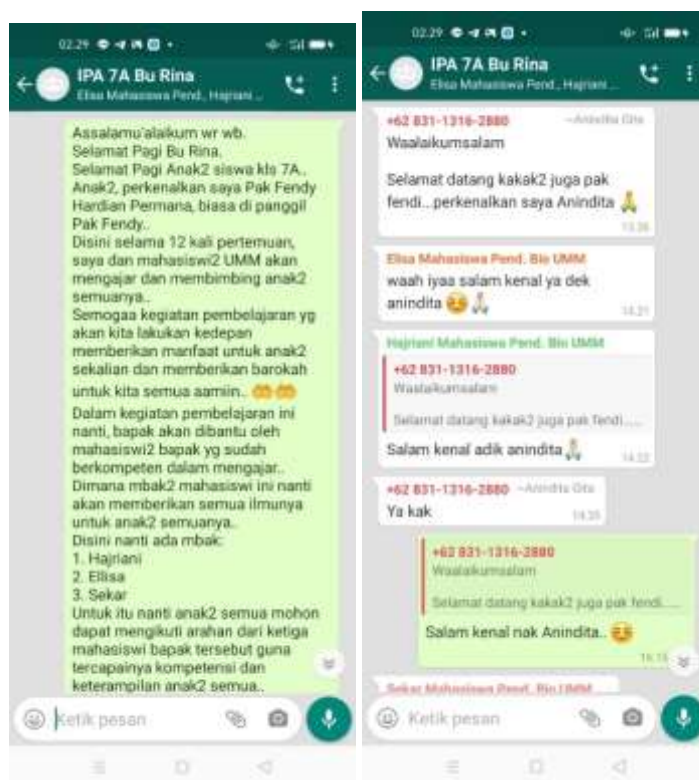 02.29
IPA 7A Bu Rina
Elisa Mahasiswa Pend., Hajriani ...
Assalamu'alaikum wr wb.
Selamat Pagi Bu Rina.
Selamat Pagi Anak2 siswa kls 7A..
Anak2, perkenalkan saya Pak Fendy
Hardian Permana, biasa di panggil
Pak Fendy..
Disini selama 12 kali pertemuan,
saya dan mahasiswi2 UMM akan
mengajar dan membimbing anak2
semuanya..
Semogaa kegiatan pembelajaran yg
akan kita lakukan kedepan
memberikan manfaat untuk anak2
sekalian dan memberikan barokah
untuk kita semua aamiin..
Dalam kegiatan pembelajaran ini
nanti, bapak akan dibantu oleh
mahasiswi2 bapak yg sudah
berkompeten dalam mengajar..
Dimana mbak2 mahasiswi ini nanti
akan memberikan semua ilmunya
untuk anak2 semuanya..
Disini nanti ada mbak:
1. Hajriani
2. Ellisa
3. Sekar
Untuk itu nanti anak2 semua mohon
dapat mengikuti arahan dari ketiga
mahasiswi bapak tersebut guna
tercapainya kompetensi dan
keterampilan anak2 semua..
Ketik pesan
02.29
IPA 7A Bu Rina
Elisa Mahasiswa Pend., Hajriani ...
+62 831-1316-2880 ~Anindita Gita
Waalaikumsalam
Selamat datang kakak2 juga pak
fendi...perkenalkan saya Anindita 🙏
Elisa Mahasiswa Pend. Bio UMM
waah iyaa salam kenal ya dek
anindita
14.21
Hajriani Mahasiswa Pend. Bio UMM
+62 831-1316-2880
Waalaikumsalam
Selamat datang kakak2 juga pak fendi.....
Salam kenal adik anindita
+62 831-1316-2880 ~Anindita Gita
Ya kak
+62 831-1316-2880
Waalaikumsalam
Selamat datang kakak2 juga pak fendi.....
Salam kenal nak Anindita..
Sekar Mahasiswa Pend. Bio UMM
Ketik pesan